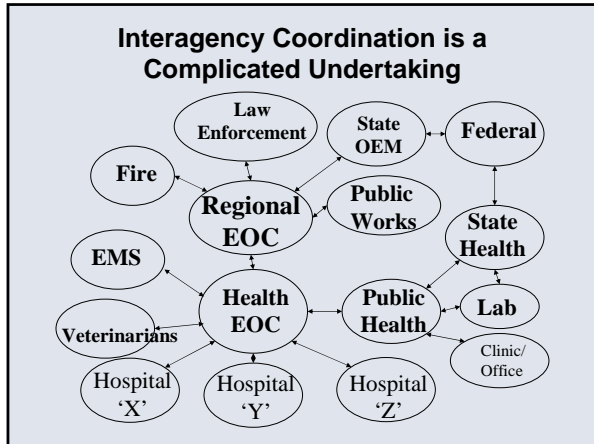 Interagency Coordination is a
Complicated Undertaking
Law
Enforcement
State
OEM
Federal
Fire
Regional
EOC
Public
Works
State
Health
EMS
Health
EOC
Public
Health
Lab
Veterinarians
Clinic/
Office
Hospital
‘X’
Hospital
‘Y’
Hospital
‘Z’